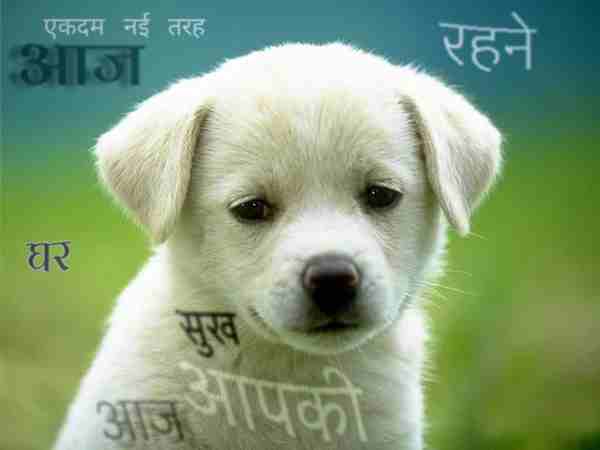 एकदम नई तरह
रहने
आज
घर
सुख
आपकी
आज